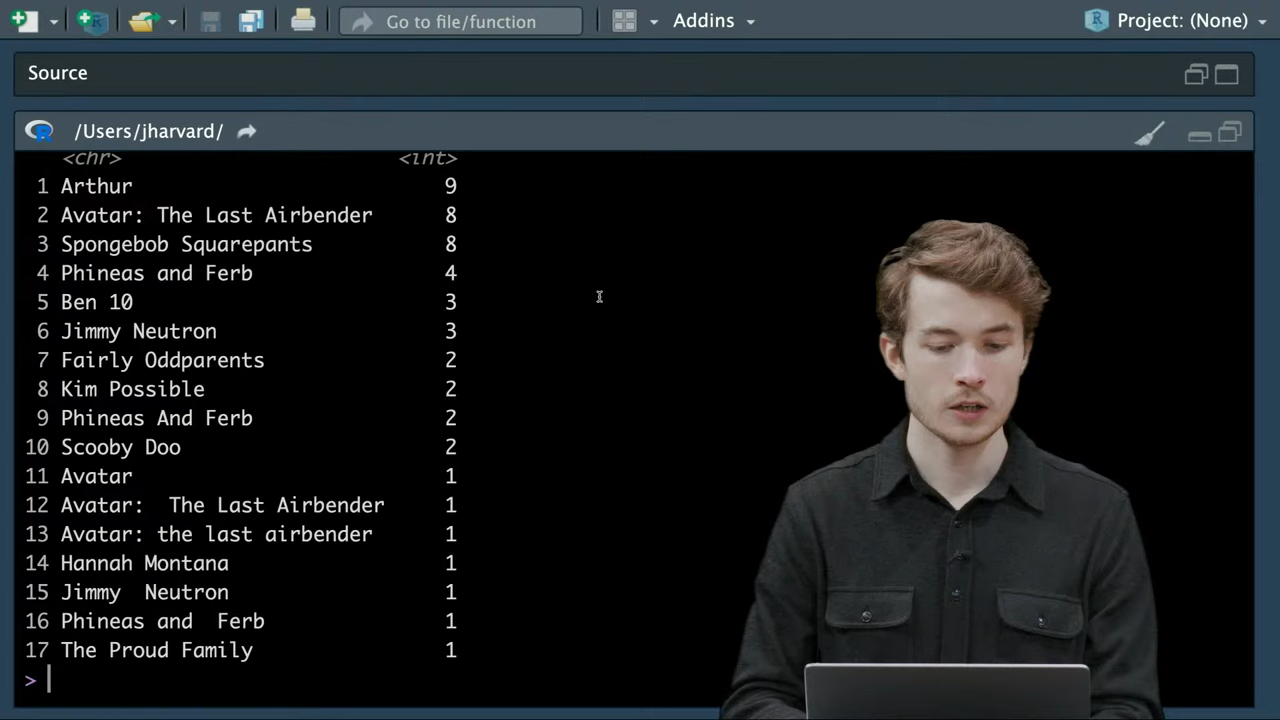 Go to file/function
Addins
Project: (None)
Source
/Users/jharvard/
<chr> <int>
1 Arthur 9
2 Avatar: The Last Airbender 8
3 Spongebob Squarepants 8
4 Phineas and Ferb 4
5 Ben 10 3
6 Jimmy Neutron 3
7 Fairly Oddparents 2
8 Kim Possible 2
9 Phineas And Ferb 2
10 Scooby Doo 2
11 Avatar 1
12 Avatar:  The Last Airbender 1
13 Avatar: the last airbender 1
14 Hannah Montana 1
15 Jimmy  Neutron 1
16 Phineas and  Ferb 1
17 The Proud Family 1
>